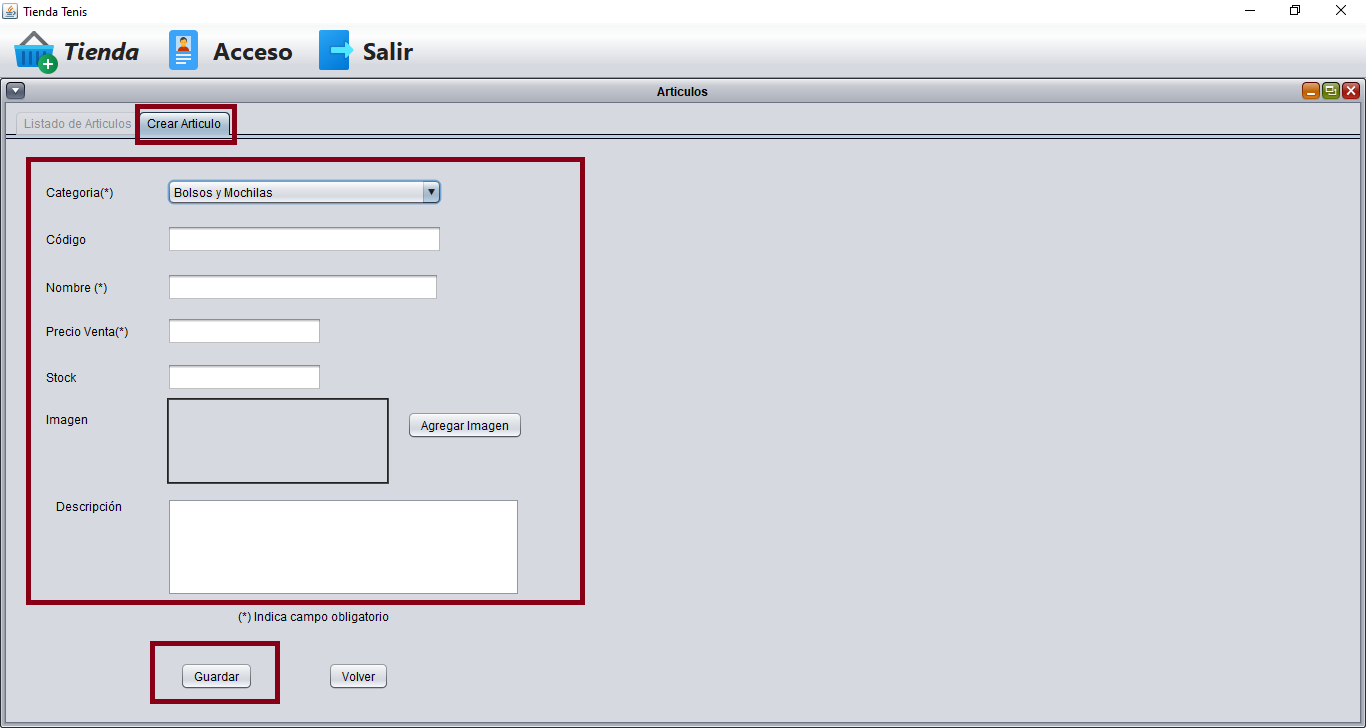 Tienda Tenis
Tienda Acceso Salir
Articulos
Listado de Articulos Crear Articulo
Categoria(*) Bolsos y Mochilas
Código
Nombre (*)
Precio Venta(*)
Stock
Imagen Agregar Imagen
Descripción
(*) Indica campo obligatorio
Guardar Volver